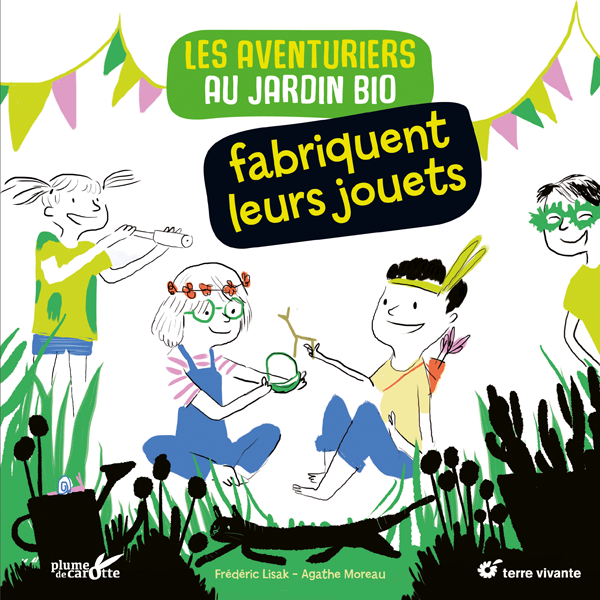 LES AVENTURIERS
AU JARDIN BIO
fabriquent
leurs jouets
Frédéric Lisak - Agathe Moreau
plume
de carotte
terre vivante